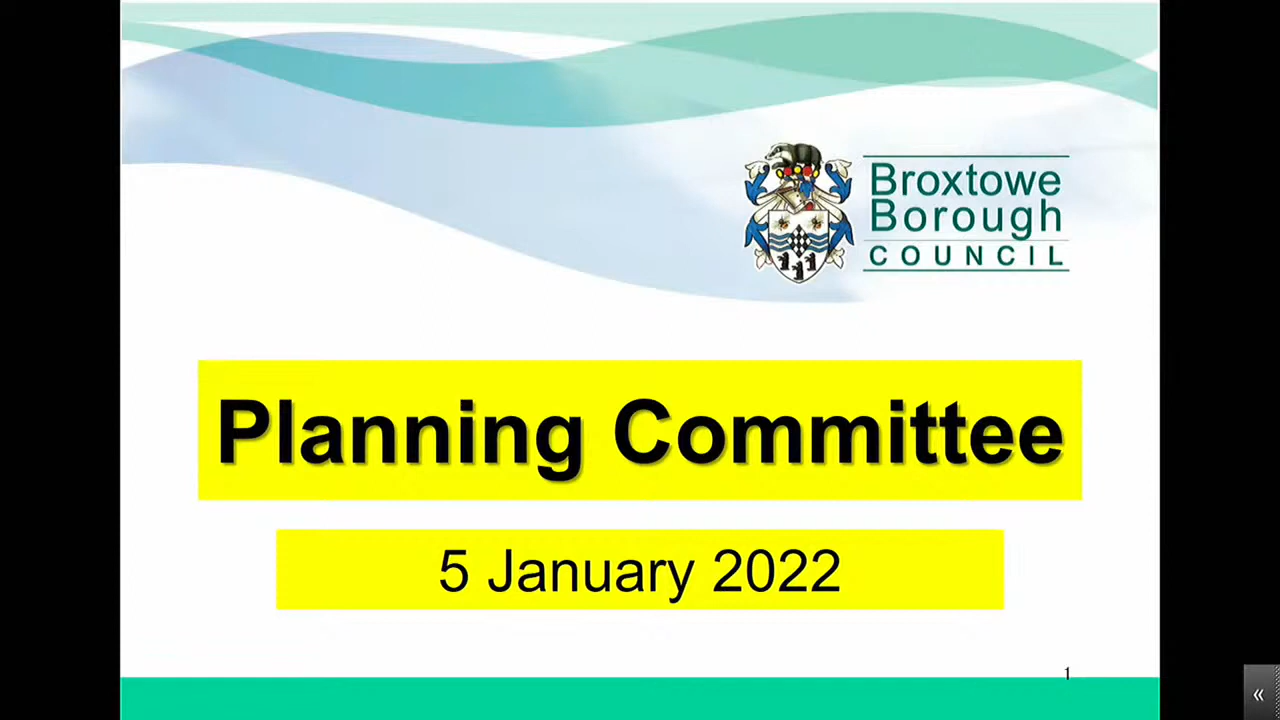 Broxtowe
Borough
COUNCIL
Planning Committee
5 January 2022
1
«